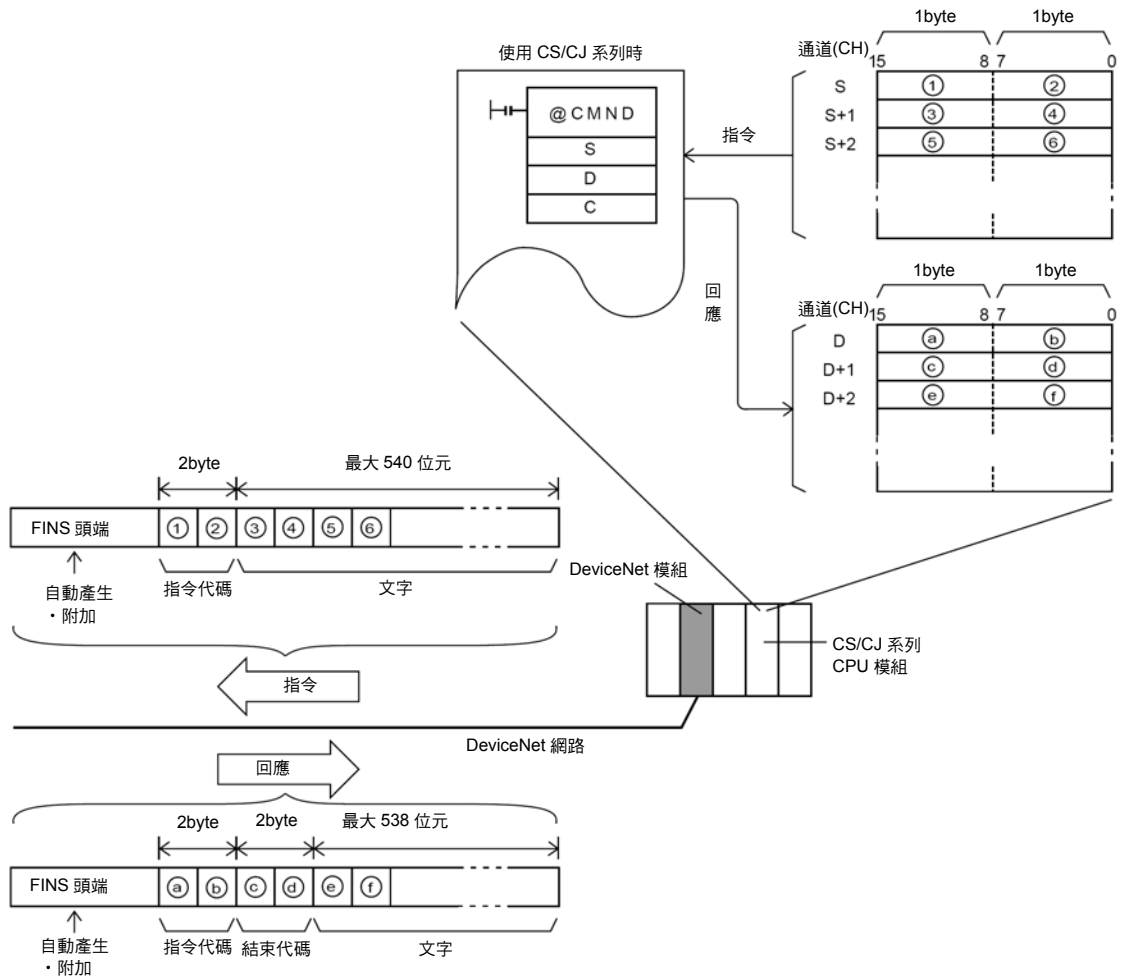 1byte 1byte
使用 CS/CJ 系列時
通道(CH)
15 8 7 0
@CMND
S
D
C
指令
S ① ②
S+1 ③ ④
S+2 ⑤ ⑥
回應
1byte 1byte
通道(CH)
15 8 7 0
D ⓐ ⓑ
D+1 ⓒ ⓓ
D+2 ⓔ ⓕ
2byte 最大 540 位元
FINS 頭端 ① ② ③ ④ ⑤ ⑥
自動產生
・附加
指令代碼 文字
DeviceNet 模組
CS/CJ 系列
CPU 模組
指令
DeviceNet 網路
回應
2byte 2byte 最大 538 位元
FINS 頭端 ⓐ ⓑ ⓒ ⓓ ⓔ ⓕ
自動產生
・附加
指令代碼 結束代碼 文字